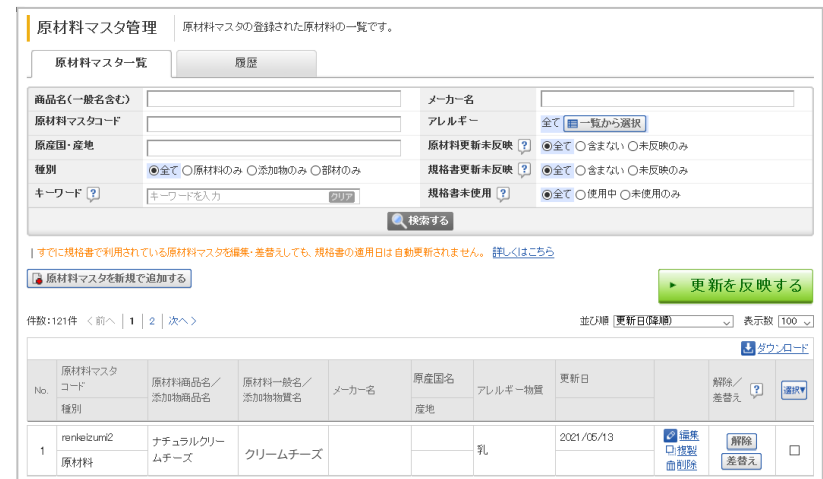 原材料マスタ管理 原材料マスタの登録された原材料の一覧です。
原材料マスタ一覧 履歴
商品名(一般名含む) メーカー名
原材料マスタコード アレルギー 全て 一覧から選択
原産国・産地 原材料更新未反映 ? 全て 含まない 未反映のみ
種別 全て 原材料のみ 添加物のみ 部材のみ 規格書更新未反映 ? 全て 含まない 未反映のみ
キーワード ? キーワードを入力 クリア 規格書未使用 ? 全て 使用中 未使用のみ
検索する
すでに規格書で利用されている原材料マスタを編集・差替えしても、規格書の運用日は自動更新されません。 詳しくはこちら
原材料マスタを新規で追加する 更新を反映する
件数:121件 〈前へ | 1 | 2 | 次へ〉 並び順 更新日(降順) 表示数 100
ダウンロード
No. 原材料マスタコード 種別 原材料商品名/添加物商品名 原材料一般名/添加物物質名 メーカー名 原産国名 産地 アレルギー物質 更新日 解除/差替え ? 選択▼
1 renkeizumi2 ナチュラルクリームチーズ クリームチーズ 乳 2021/05/13 編集 複製 削除 解除 差替え
原材料